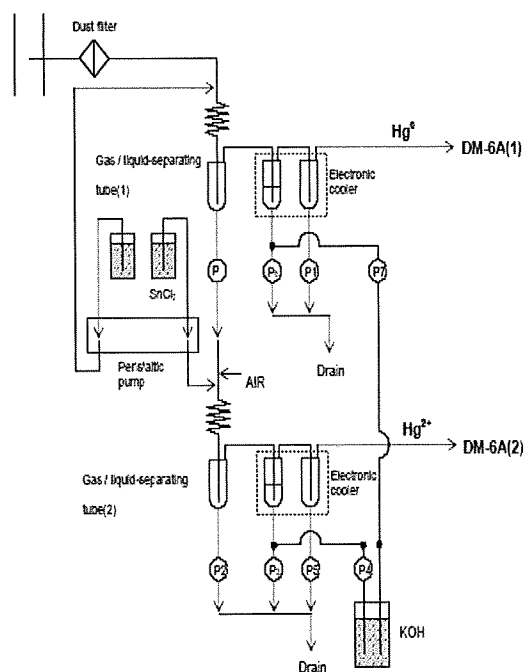 Dust filter
Hg⁰
DM-6A(1)
Gas / liquid-separating
tube(1)
Electronic
cooler
P
P1
P7
SnCl₂
Drain
Peristaltic
pump
AIR
Hg²⁺
DM-6A(2)
Gas / liquid-separating
tube(2)
Electronic
cooler
P2
P5
P4
KOH
Drain